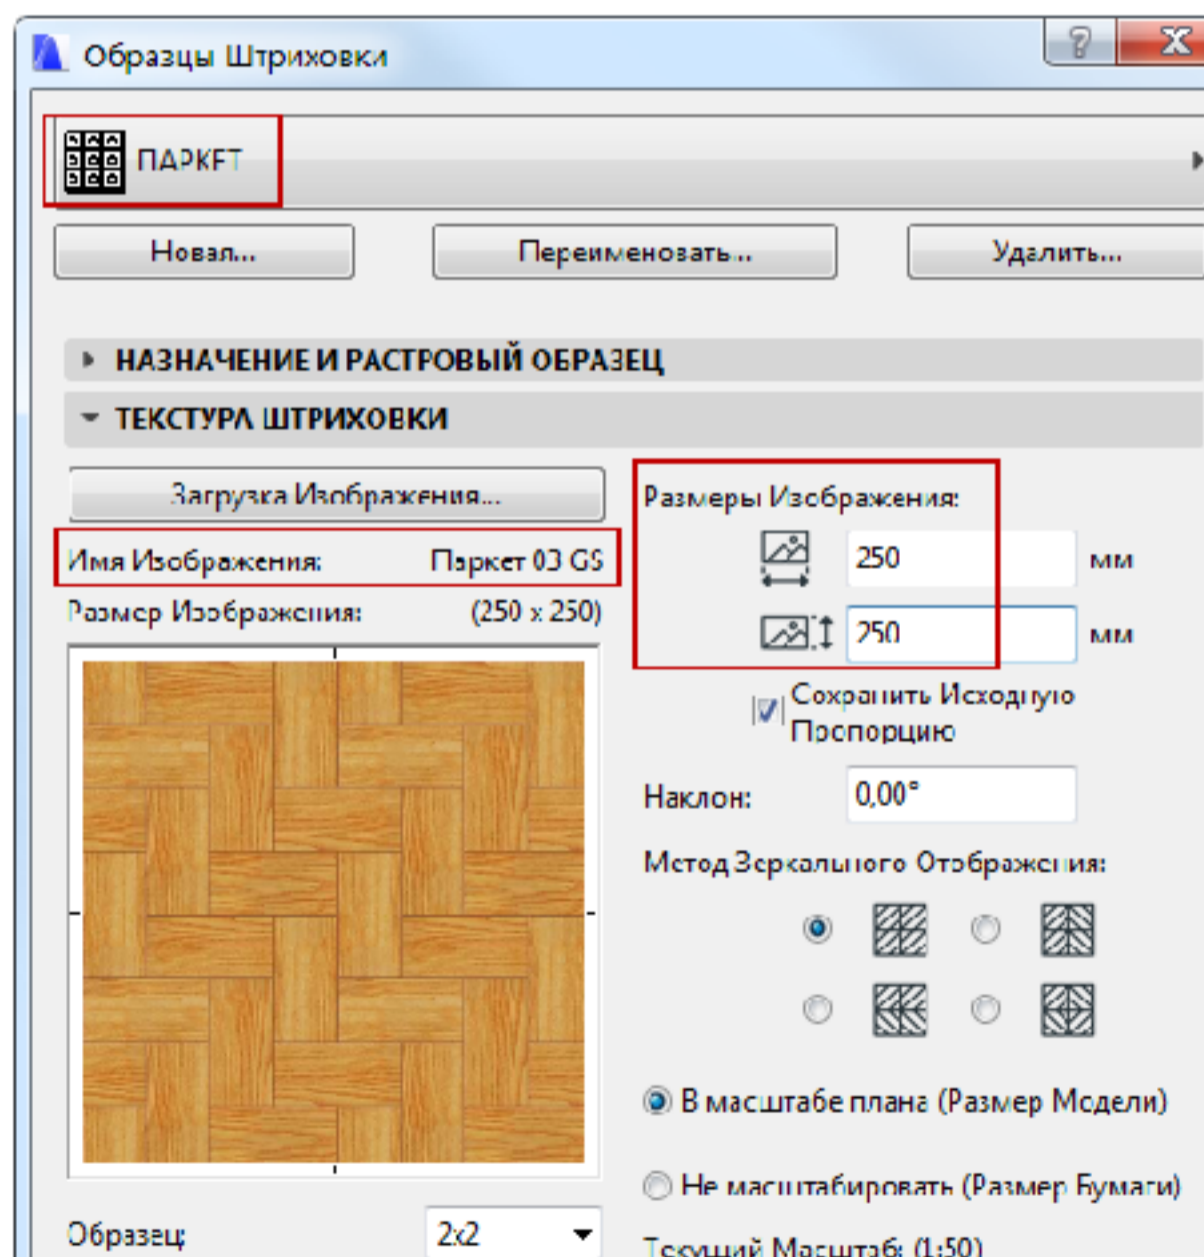 Образцы Штриховки
ПАРКЕТ
Новая...
Переименовать...
Удалить...
НАЗНАЧЕНИЕ И РАСТРОВЫЙ ОБРАЗЕЦ
ТЕКСТУРА ШТРИХОВКИ
Загрузка Изображения...
Имя Изображения: Паркет 03 GS
Размер Изображения: (250 x 250)
Размеры Изображения:
250 мм
250 мм
Сохранить Исходную
Пропорцию
Наклон: 0,00°
Метод Зеркального Отображения:
В масштабе плана (Размер Модели)
Не масштабировать (Размер Бумаги)
Образец: 2x2
Текущий Масштаб: (1:50)